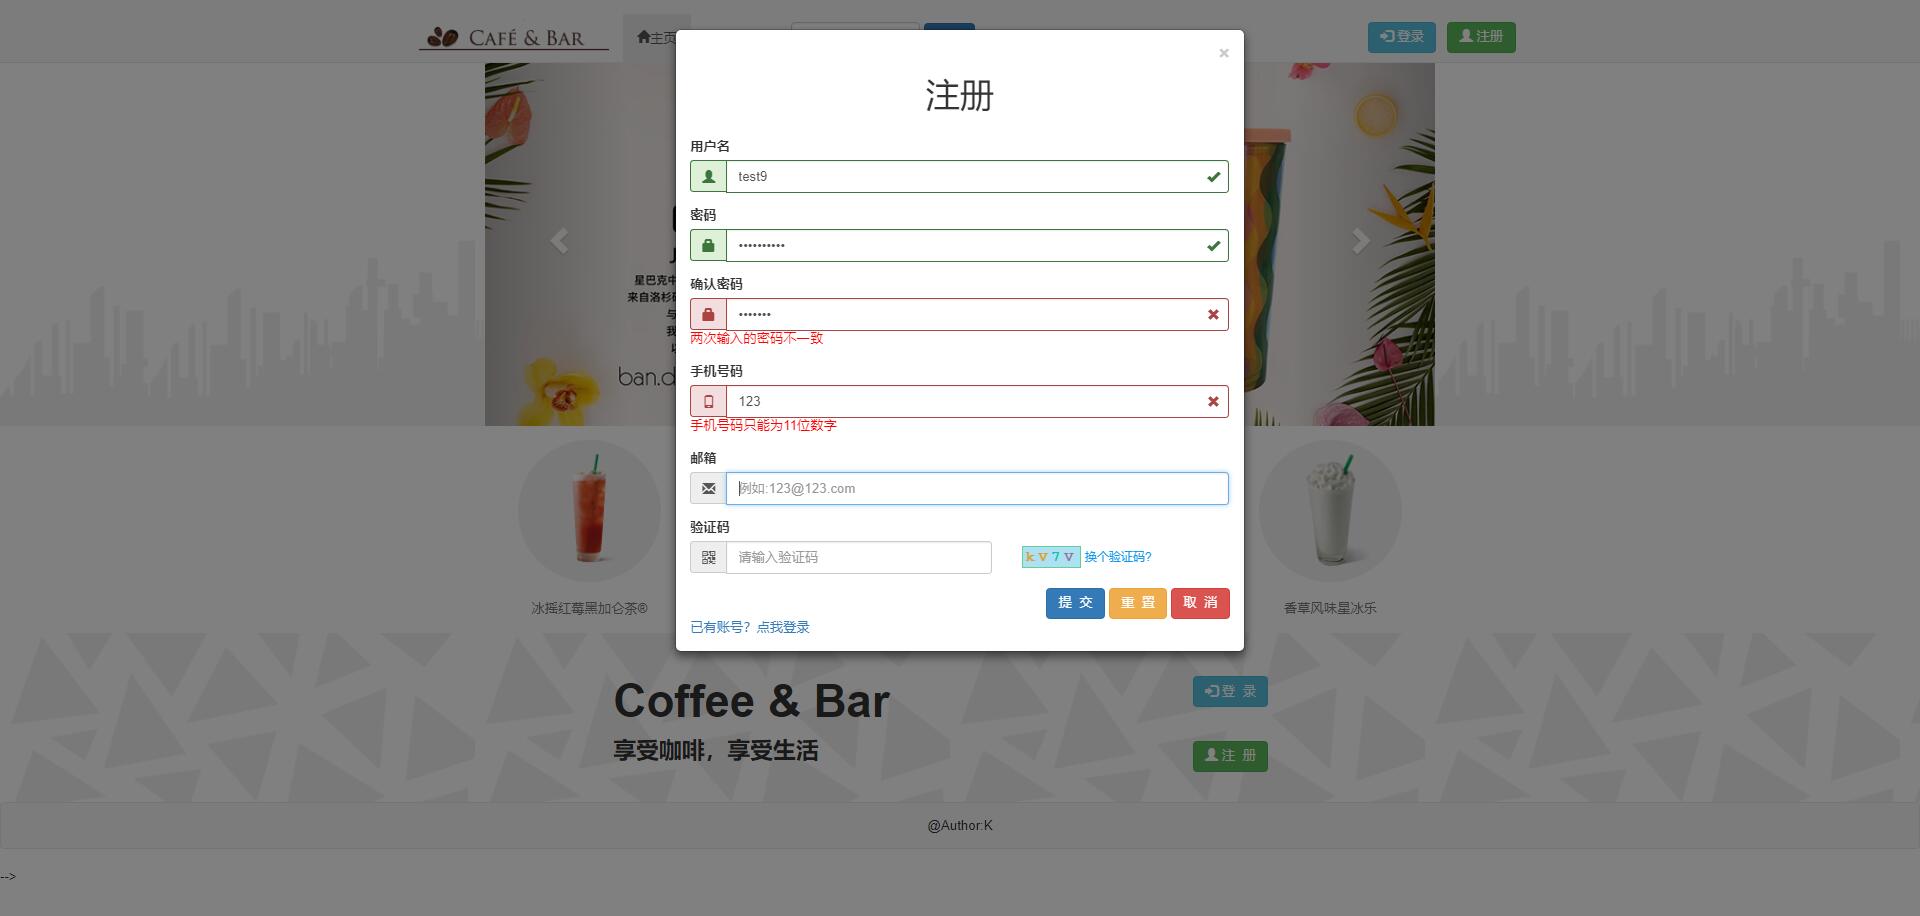 CAFÉ & BAR
主页
登录
注册
×
注册
用户名
test9
密码
确认密码
两次输入的密码不一致
手机号码
123
手机号码只能为11位数字
邮箱
例如:123@123.com
验证码
请输入验证码
kV7V 换个验证码?
提 交 重 置 取 消
已有账号？点我登录
星巴克中
来自洛杉矶
与
我
ban.d
冰摇红莓黑加仑茶®
香草风味星冰乐
Coffee & Bar
享受咖啡，享受生活
登 录
注 册
@Author:K
-->